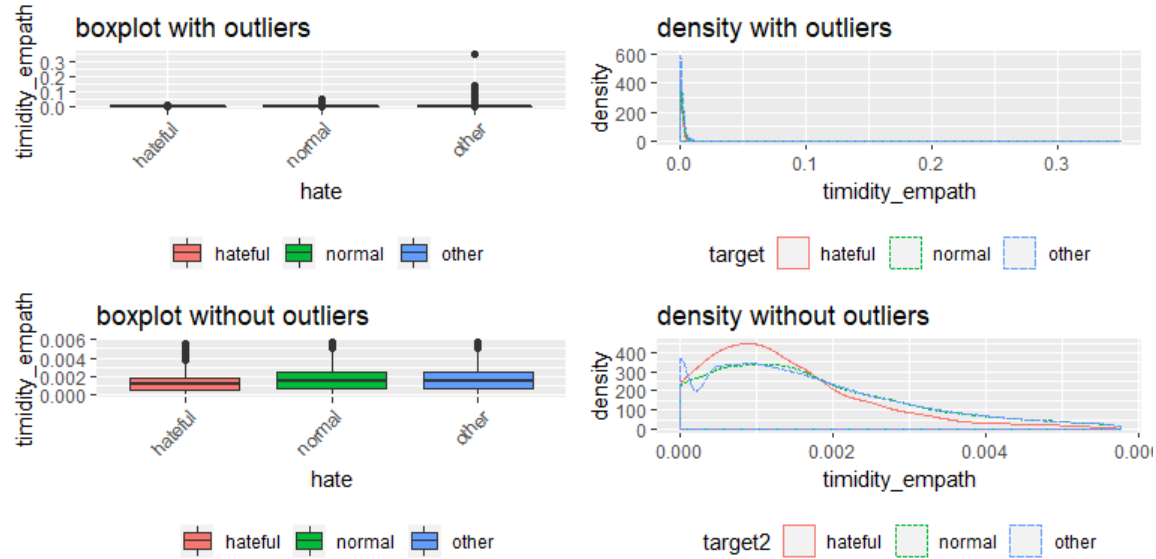 boxplot with outliers
timidity_empath
0.3
0.2
0.1
0.0
hateful
normal
other
hate
hateful normal other
density with outliers
density
600
400
200
0
0.0 0.1 0.2 0.3
timidity_empath
target hateful normal other
boxplot without outliers
timidity_empath
0.006
0.004
0.002
0.000
hateful
normal
other
hate
hateful normal other
density without outliers
density
400
300
200
100
0
0.000 0.002 0.004 0.00
timidity_empath
target2 hateful normal other